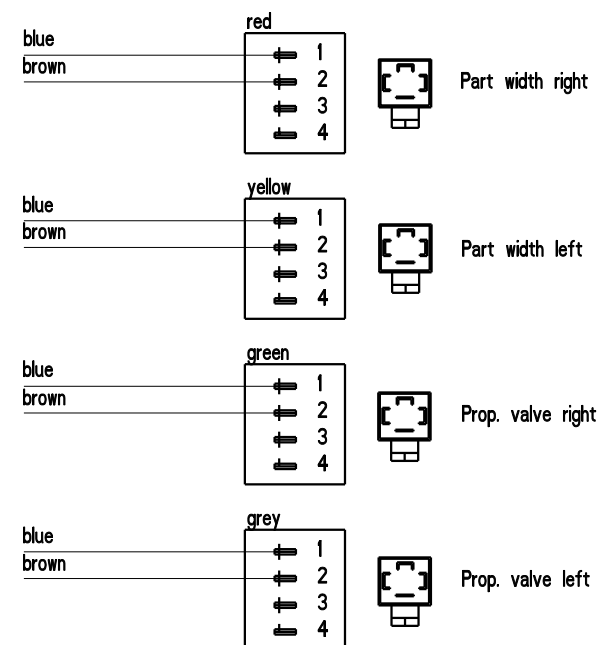 red
blue
1
brown
2
Part width right
3
4
yellow
blue
1
brown
2
Part width left
3
4
green
blue
1
brown
2
Prop. valve right
3
4
grey
blue
1
brown
2
Prop. valve left
3
4